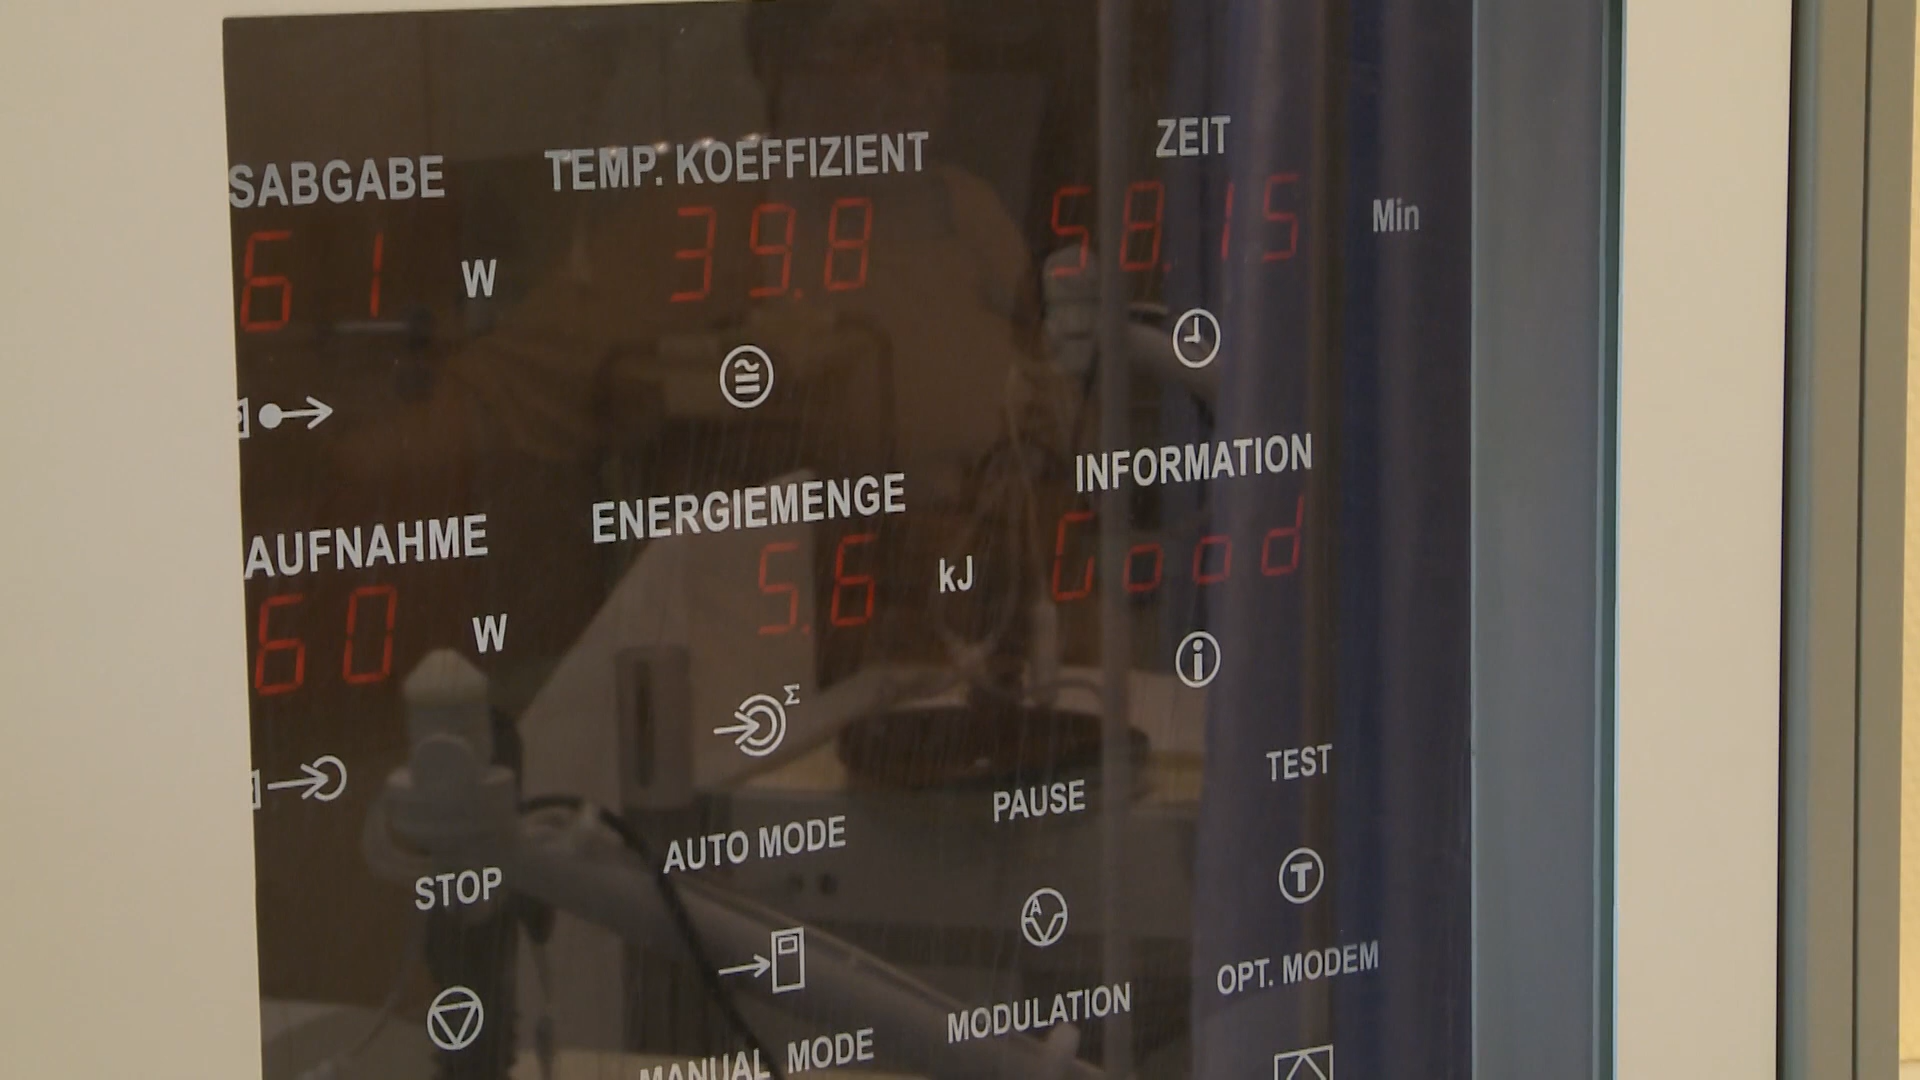 SABGABE TEMP. KOEFFIZIENT ZEIT
61 W 39.8 58.15 Min
AUFNAHME ENERGIEMENGE INFORMATION
60 W 5.6 kJ Good
Σ
i
STOP AUTO MODE PAUSE TEST
A T
MANUAL MODE MODULATION OPT. MODEM